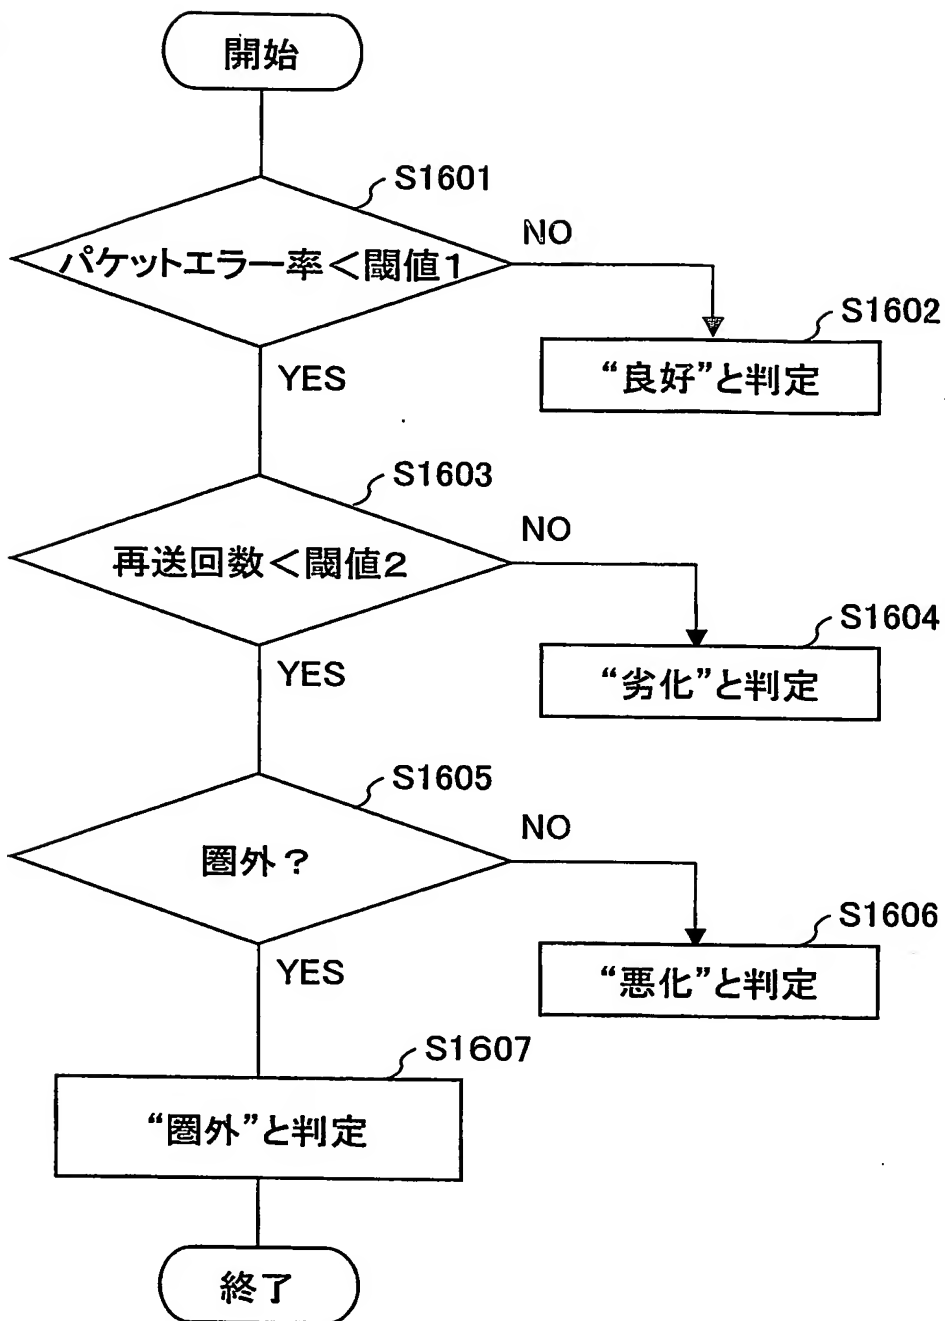 開始
S1601
パケットエラー率<閾値1
NO
S1602
“良好”と判定
YES
S1603
再送回数<閾値2
NO
S1604
“劣化”と判定
YES
S1605
圏外?
NO
S1606
“悪化”と判定
YES
S1607
“圏外”と判定
終了